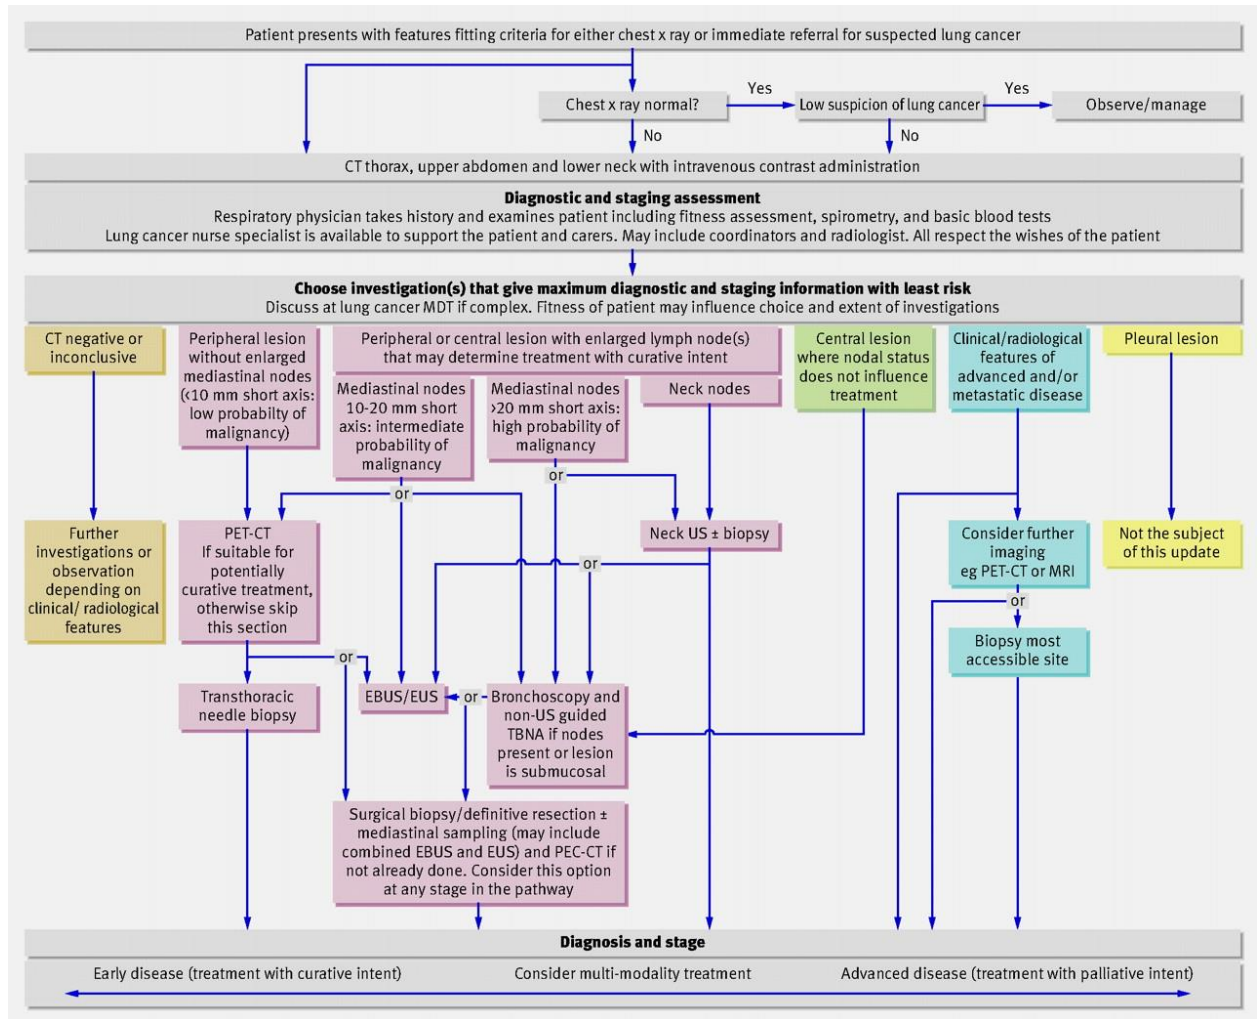 Patient presents with features fitting criteria for either chest x ray or immediate referral for suspected lung cancer
Chest x ray normal?
Yes
Low suspicion of lung cancer
Yes
Observe/manage
No
No
CT thorax, upper abdomen and lower neck with intravenous contrast administration
Diagnostic and staging assessment
Respiratory physician takes history and examines patient including fitness assessment, spirometry, and basic blood tests
Lung cancer nurse specialist is available to support the patient and carers. May include coordinators and radiologist. All respect the wishes of the patient
Choose investigation(s) that give maximum diagnostic and staging information with least risk
Discuss at lung cancer MDT if complex. Fitness of patient may influence choice and extent of investigations
CT negative or
inconclusive
Peripheral lesion
without enlarged
mediastinal nodes
(<10 mm short axis:
low probabilty of
malignancy)
Peripheral or central lesion with enlarged lymph node(s)
that may determine treatment with curative intent
Mediastinal nodes
10-20 mm short
axis: intermediate
probability of
malignancy
Mediastinal nodes
>20 mm short axis:
high probability of
malignancy
Neck nodes
Central lesion
where nodal status
does not influence
treatment
Clinical/radiological
features of
advanced and/or
metastatic disease
Pleural lesion
or
or
Further
investigations or
observation
depending on
clinical/ radiological
features
PET-CT
If suitable for
potentially
curative treatment,
otherwise skip
this section
Neck US ± biopsy
Consider further
imaging
eg PET-CT or MRI
Not the subject
of this update
or
or
Biopsy most
accessible site
or
Transthoracic
needle biopsy
EBUS/EUS
or
Bronchoscopy and
non-US guided
TBNA if nodes
present or lesion
is submucosal
Surgical biopsy/definitive resection ±
mediastinal sampling (may include
combined EBUS and EUS) and PEC-CT if
not already done. Consider this option
at any stage in the pathway
Diagnosis and stage
Early disease (treatment with curative intent)
Consider multi-modality treatment
Advanced disease (treatment with palliative intent)